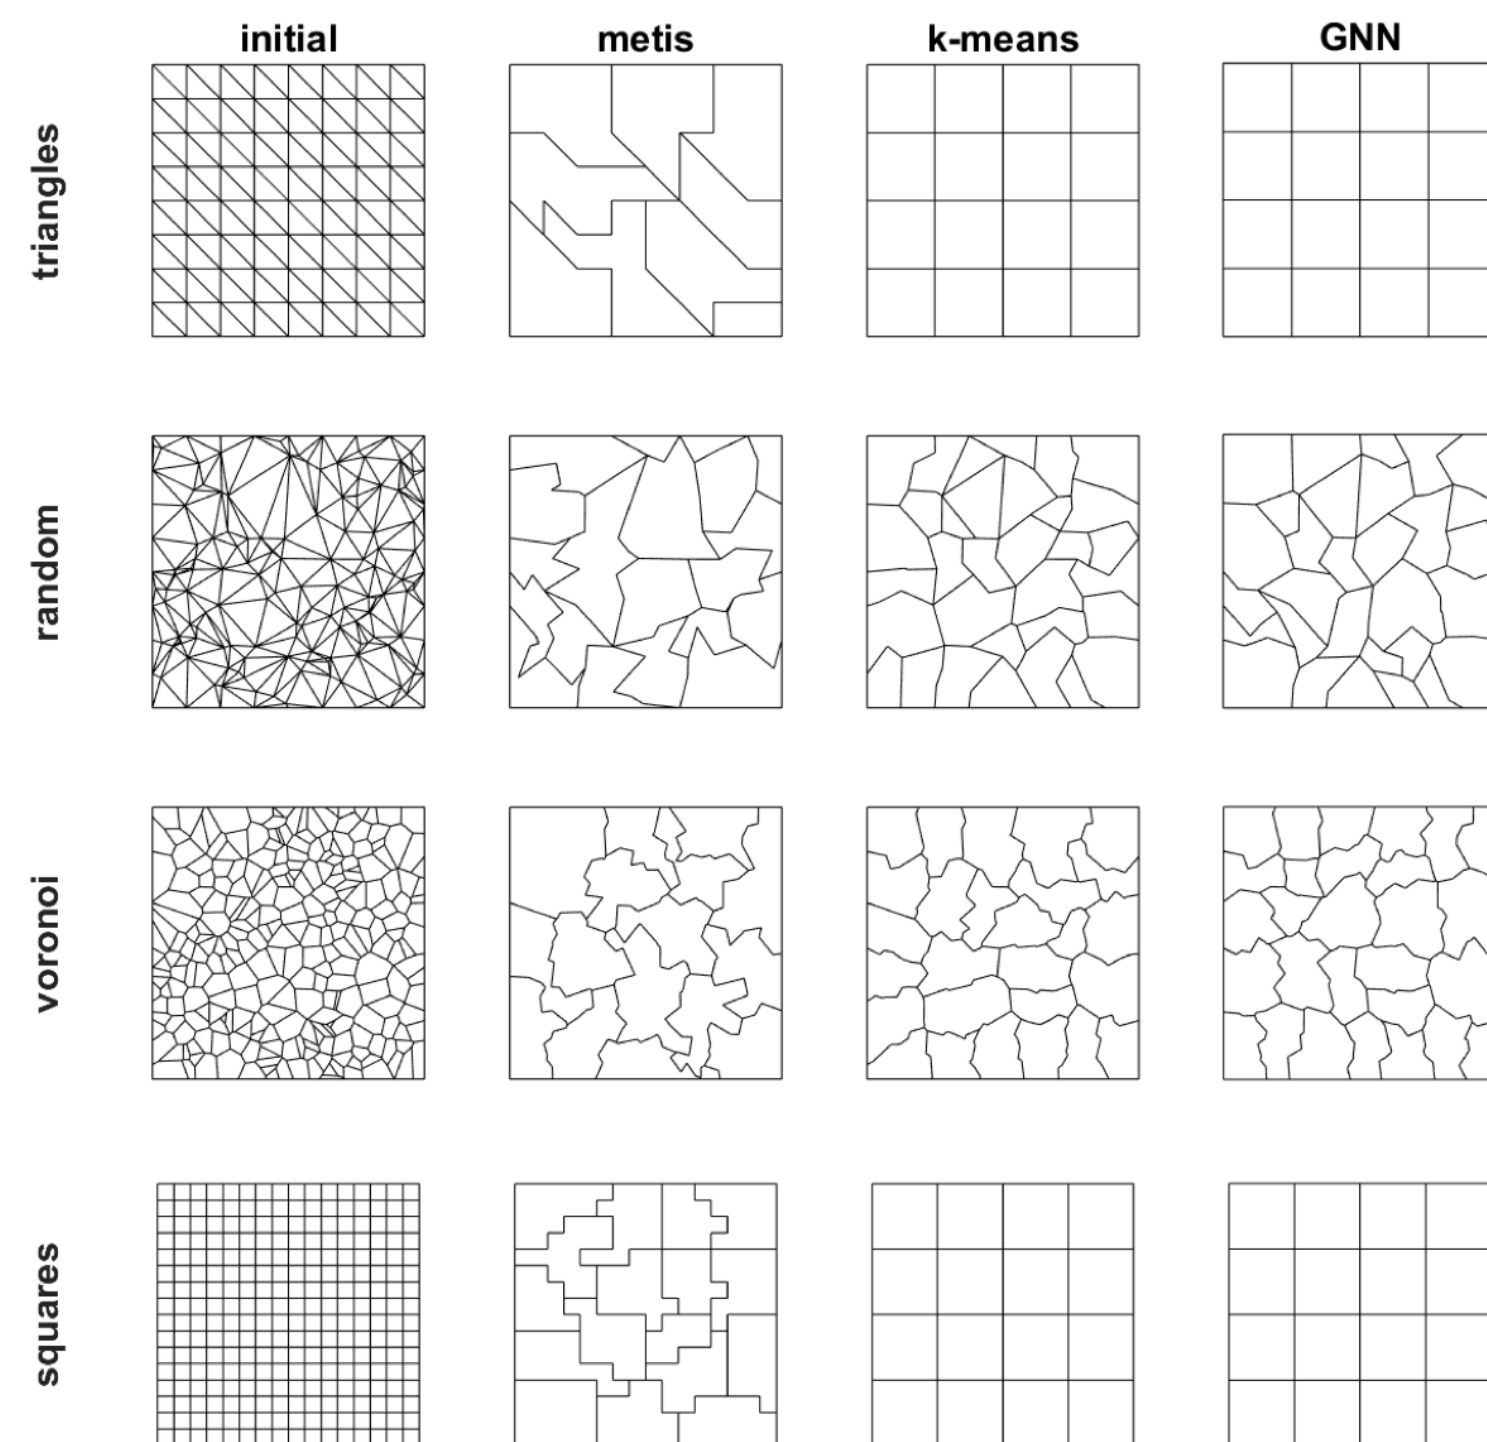 initial metis k-means GNN
triangles
random
voronoi
squares